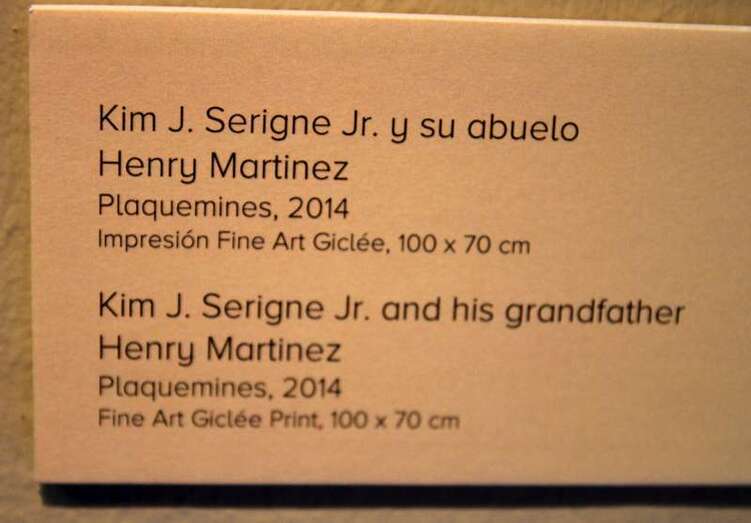 Kim J. Serigne Jr. y su abuelo
Henry Martinez
Plaquemines, 2014
Impresión Fine Art Giclée, 100 x 70 cm
Kim J. Serigne Jr. and his grandfather
Henry Martinez
Plaquemines, 2014
Fine Art Giclée Print, 100 x 70 cm